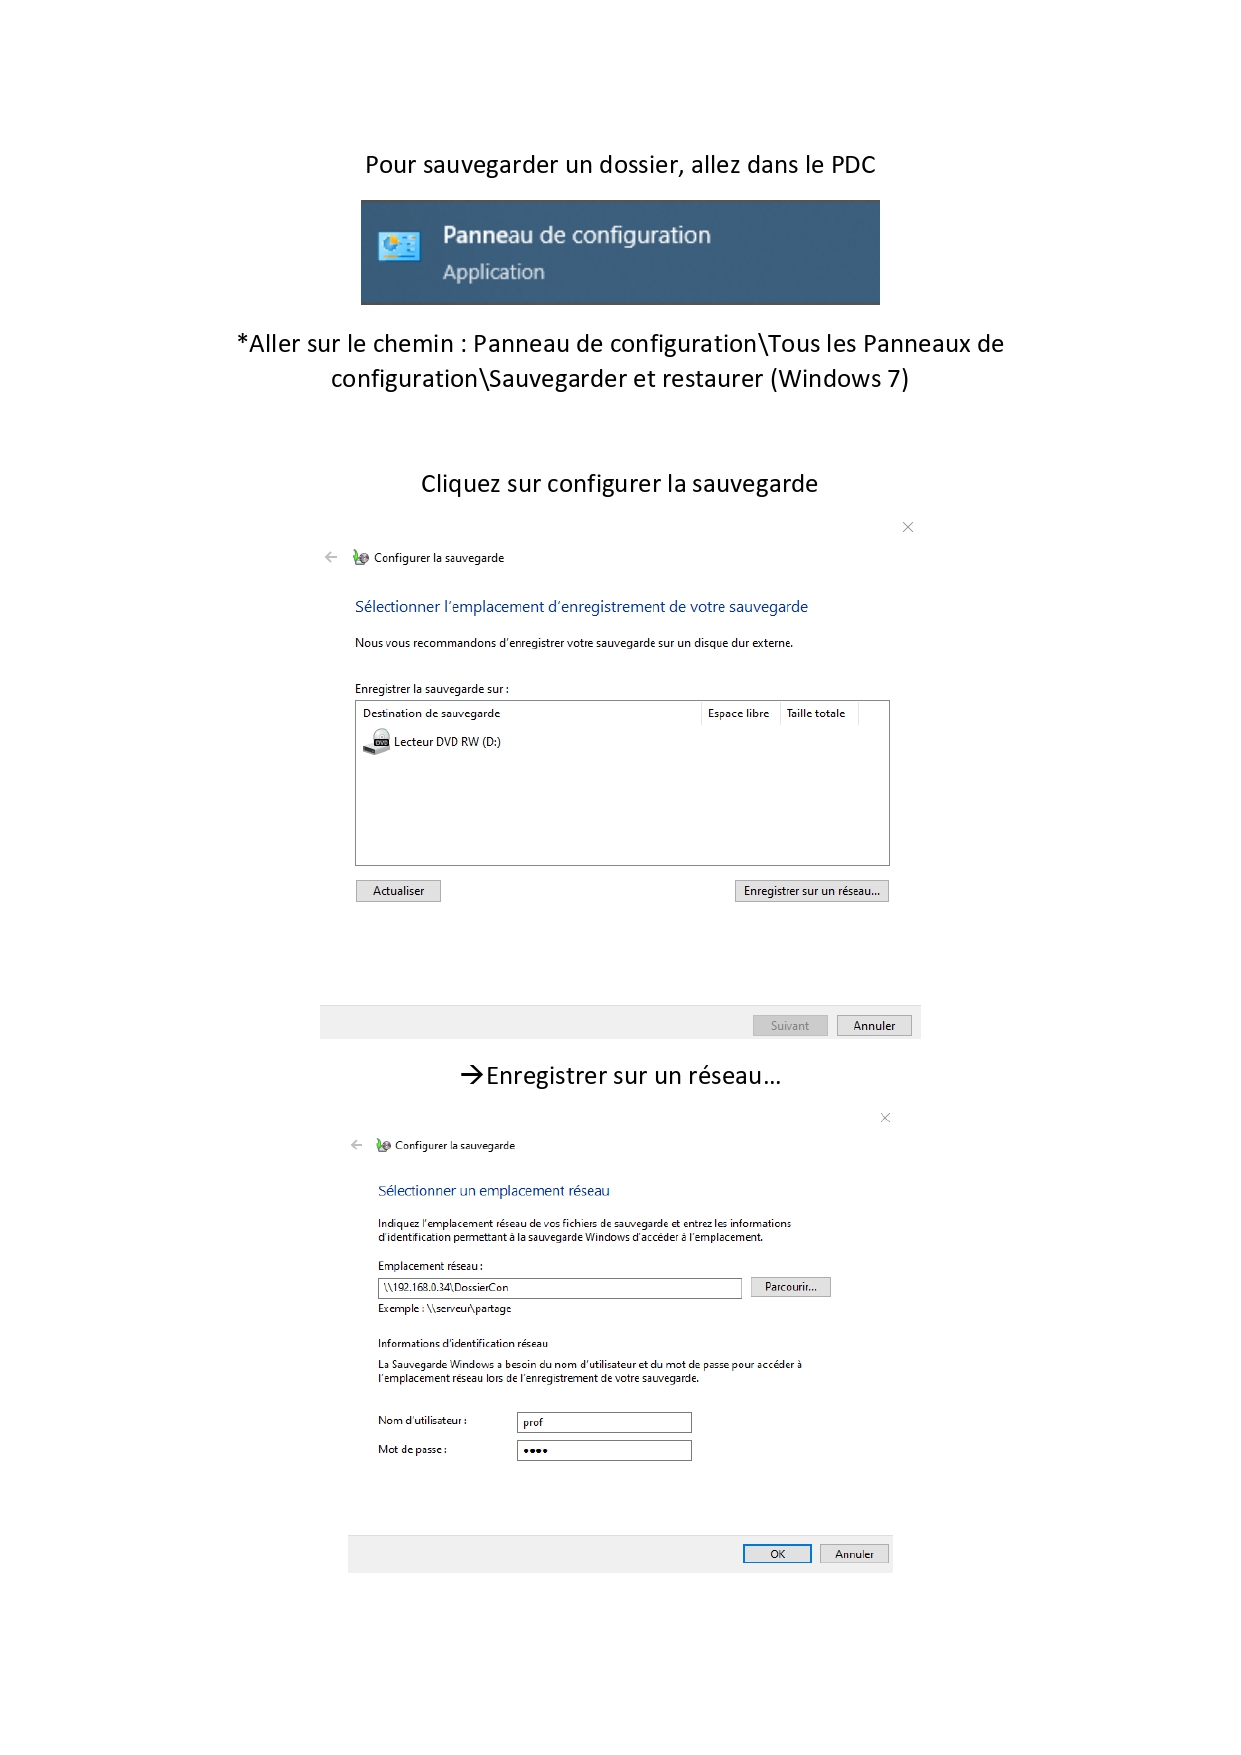 Pour sauvegarder un dossier, allez dans le PDC
Panneau de configuration
Application
*Aller sur le chemin : Panneau de configuration\Tous les Panneaux de
configuration\Sauvegarder et restaurer (Windows 7)
Cliquez sur configurer la sauvegarde
Configurer la sauvegarde
Sélectionner l'emplacement d'enregistrement de votre sauvegarde
Nous vous recommandons d'enregistrer votre sauvegarde sur un disque dur externe.
Enregistrer la sauvegarde sur :
Destination de sauvegarde Espace libre Taille totale
Lecteur DVD RW (D:)
Actualiser Enregistrer sur un réseau...
Suivant Annuler
→Enregistrer sur un réseau…
Configurer la sauvegarde
Sélectionner un emplacement réseau
Indiquez l'emplacement réseau de vos fichiers de sauvegarde et entrez les informations
d'identification permettant à la sauvegarde Windows d'accéder à l'emplacement.
Emplacement réseau :
\\192.168.0.34\DossierCon Parcourir...
Exemple : \\serveur\partage
Informations d'identification réseau
La Sauvegarde Windows a besoin du nom d'utilisateur et du mot de passe pour accéder à
l'emplacement réseau lors de l'enregistrement de votre sauvegarde.
Nom d'utilisateur : prof
Mot de passe : ••••
OK Annuler